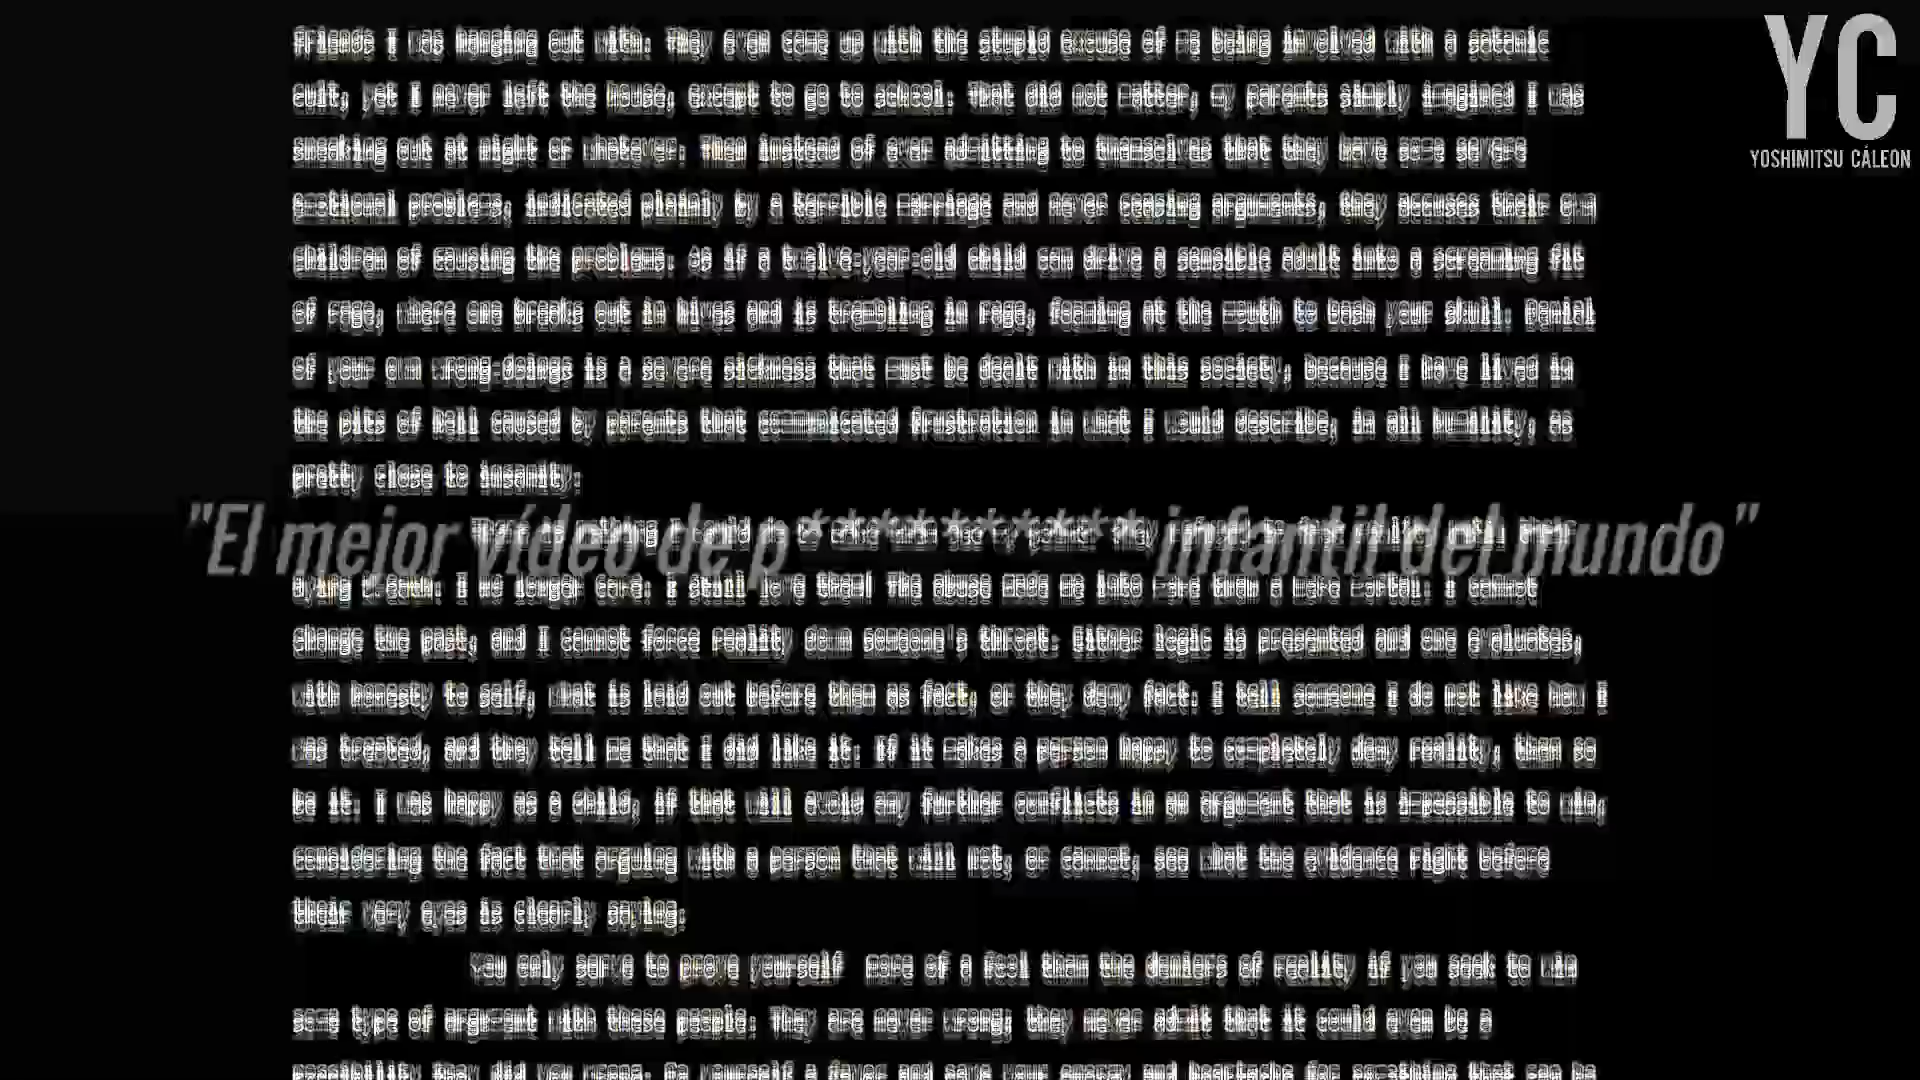 friends I was hanging out with. They even came up with the stupid excuse of me being involved with a satanic
YC
cult, yet I never left the house, except to go to school. That did not matter, my parents simply imagined I was
YOSHIMITSU CÁLEON
sneaking out at night or whatever. Then instead of ever admitting to themselves that they have some severe
emotional problems, indicated plainly by a terrible marriage and never ceasing arguments, they accuses their own
children of causing the problems. As if a twelve-year-old child can drive a sensible adult into a screaming fit
of rage, where one breaks out in hives and is trembling in rage, foaming at the mouth to bash your skull. Denial
of your own wrong-doings is a severe sickness that must be dealt with in this society, because I have lived in
the pits of hell caused by parents that communicated frustration in what I would describe, in all humility, as
pretty close to insanity.
"El mejor vídeo de p********** infantil del mundo"
I no longer care. I still love them. The abuse made me into more than a mere mortal. I cannot
change the past, and I cannot force reality down someone's throat. Either logic is presented and one evaluates,
with honesty to self, what is laid out before them as fact, or they deny fact. I tell someone I do not like how I
was treated, and they tell me that I did like it. If it makes a person happy to completely deny reality, then so
be it. I was happy as a child, if that will avoid any further conflicts in an argument that is impossible to win,
considering the fact that arguing with a person that will not, or cannot, see what the evidence right before
their very eyes is clearly saying.
You only serve to prove yourself more of a fool than the deniers of reality if you seek to win
some type of argument with these people. They are never wrong; they never admit that it could even be a
possibility they did you wrong. Do yourself a favor and save your energy and